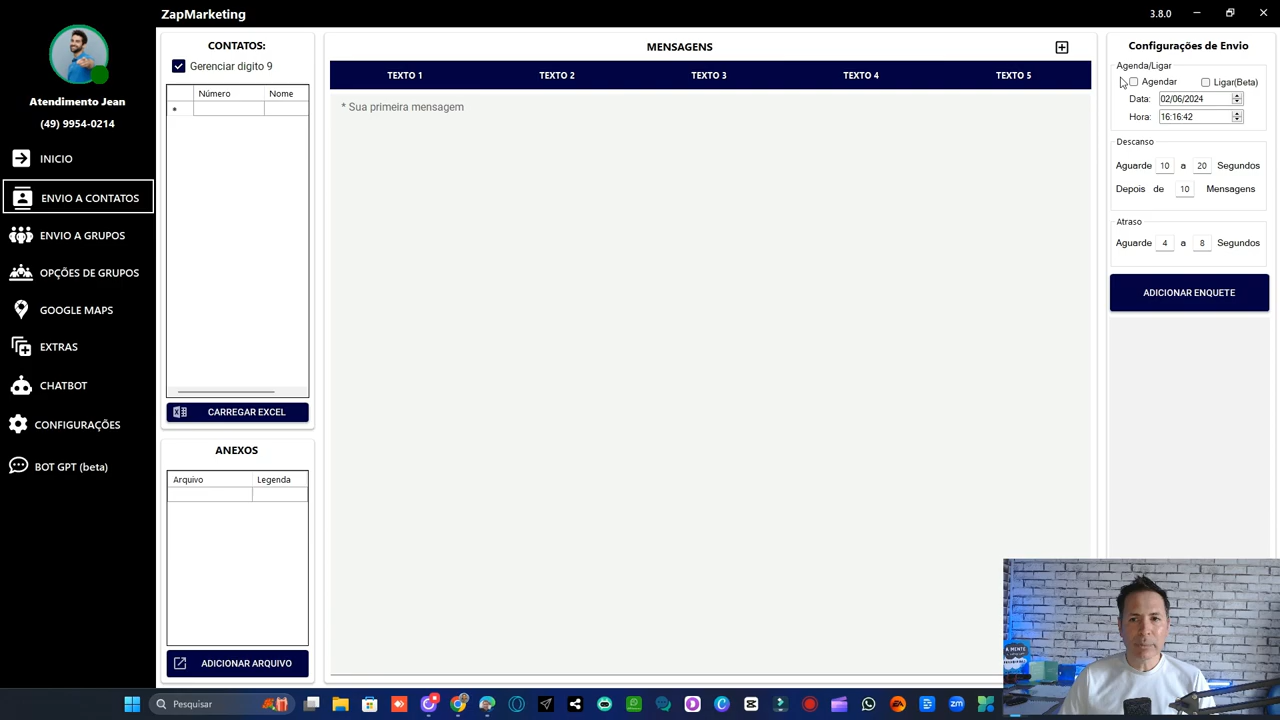 ZapMarketing
3.8.0
Atendimento Jean
(49) 9954-0214
INICIO
ENVIO A CONTATOS
ENVIO A GRUPOS
OPÇÕES DE GRUPOS
GOOGLE MAPS
EXTRAS
CHATBOT
CONFIGURAÇÕES
BOT GPT (beta)
CONTATOS:
Gerenciar digito 9
Número Nome
*
CARREGAR EXCEL
ANEXOS
Arquivo Legenda
ADICIONAR ARQUIVO
MENSAGENS
TEXTO 1 TEXTO 2 TEXTO 3 TEXTO 4 TEXTO 5
* Sua primeira mensagem
Configurações de Envio
Agenda/Ligar
Agendar Ligar(Beta)
Data: 02/06/2024
Hora: 16:16:42
Descanso
Aguarde 10 a 20 Segundos
Depois de 10 Mensagens
Atraso
Aguarde 4 a 8 Segundos
ADICIONAR ENQUETE
A MENTE
Pesquisar
zm